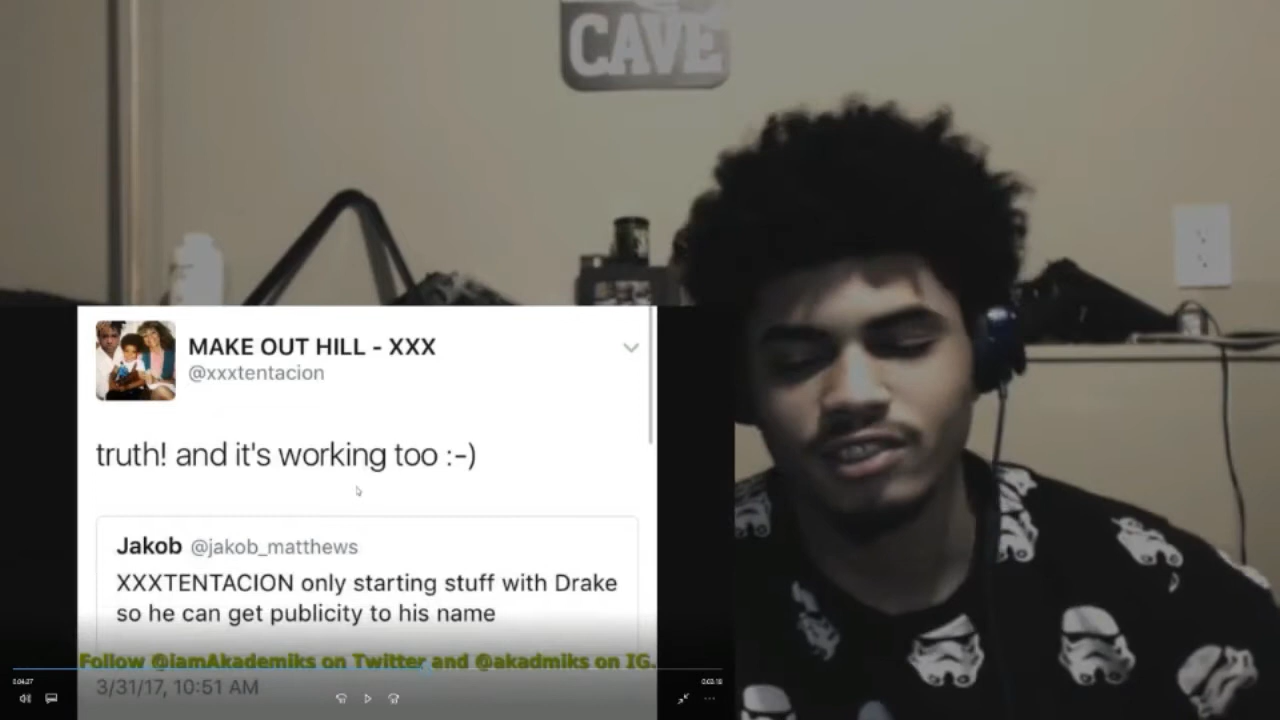 CAVE
MAKE OUT HILL - XXX
@xxxtentacion
truth! and it's working too :-)
Jakob @jakob_matthews
XXXTENTACION only starting stuff with Drake
so he can get publicity to his name
Follow @iamAkademiks on Twitter and @akadmiks on IG.
3/31/17, 10:51 AM